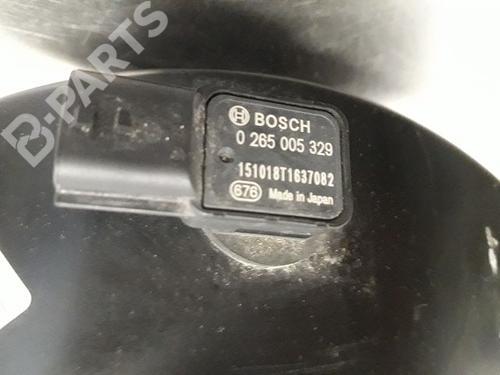 B-PARTS
BOSCH
0 265 005 329
151018T1637082
676 Made in Japan